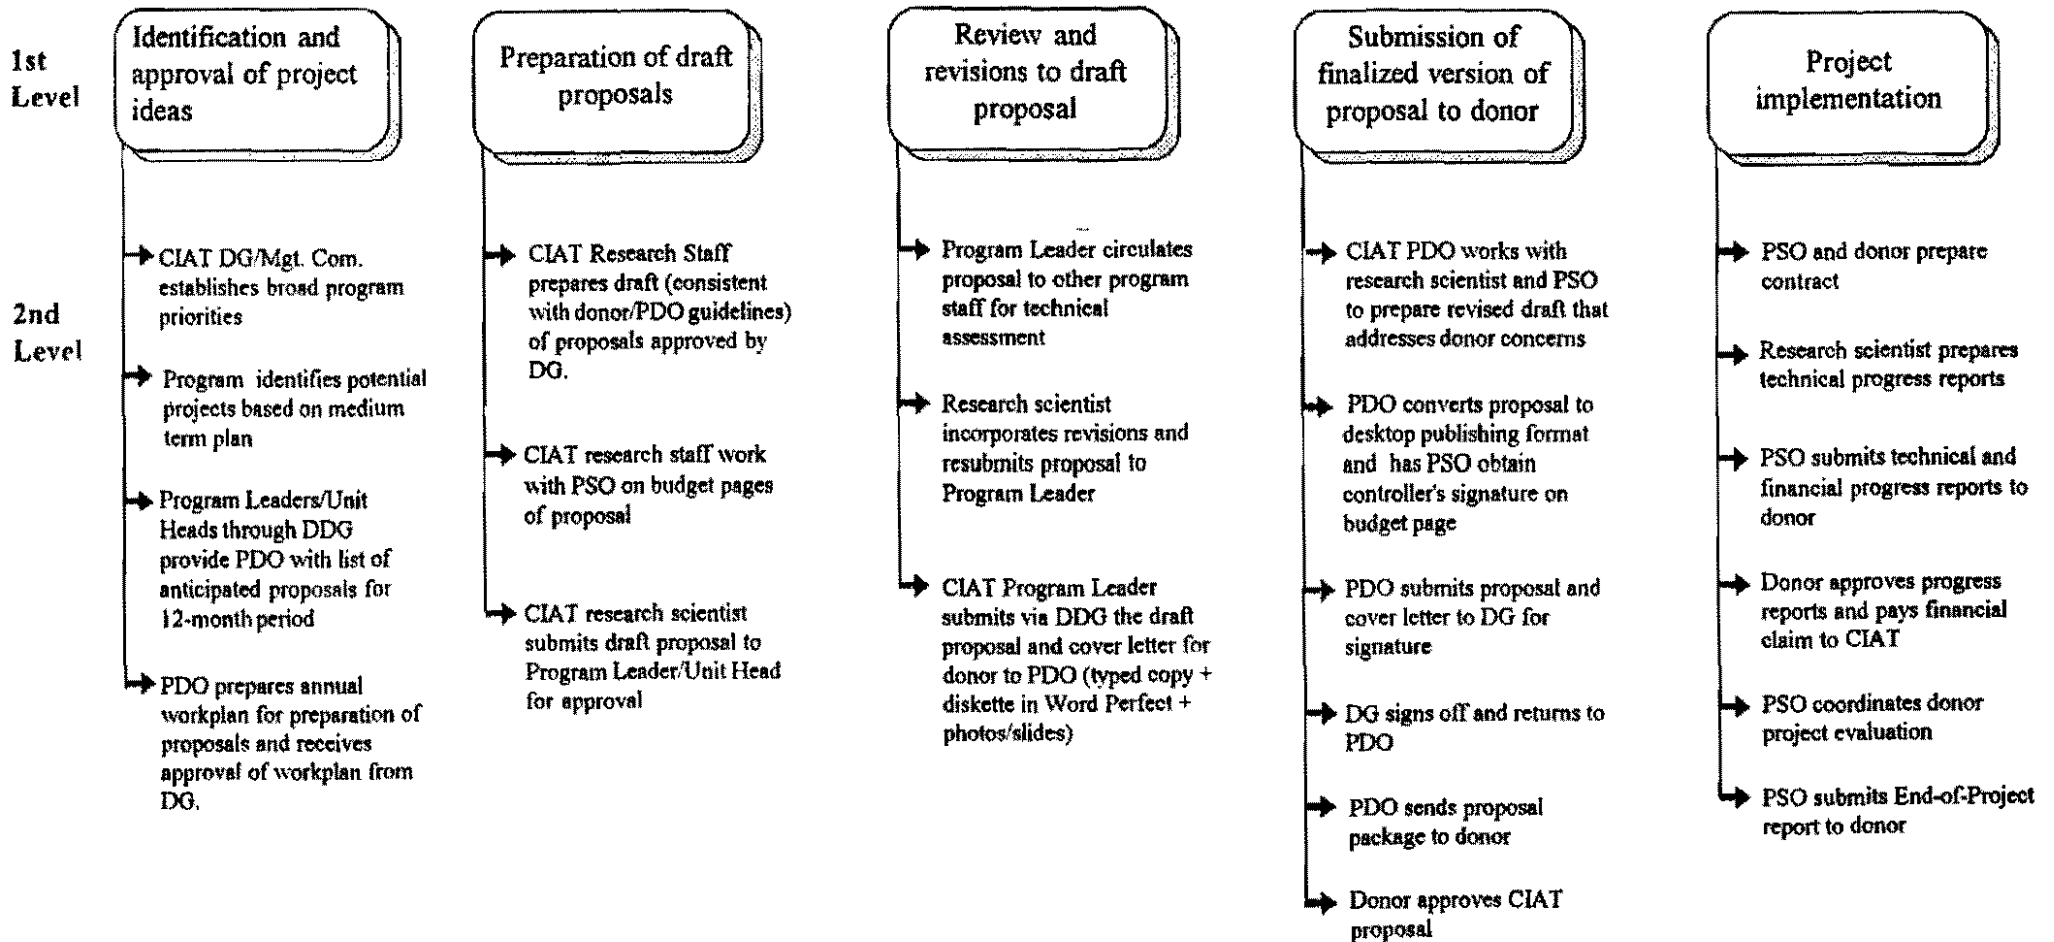 1st
Level
Identification and
approval of project
ideas
Preparation of draft
proposals
Review and
revisions to draft
proposal
Submission of
finalized version of
proposal to donor
Project
implementation
2nd
Level
CIAT DG/Mgt. Com.
establishes broad program
priorities
Program identifies potential
projects based on medium
term plan
Program Leaders/Unit
Heads through DDG
provide PDO with list of
anticipated proposals for
12-month period
PDO prepares annual
workplan for preparation of
proposals and receives
approval of workplan from
DG.
CIAT Research Staff
prepares draft (consistent
with donor/PDO guidelines)
of proposals approved by
DG.
CIAT research staff work
with PSO on budget pages
of proposal
CIAT research scientist
submits draft proposal to
Program Leader/Unit Head
for approval
Program Leader circulates
proposal to other program
staff for technical
assessment
Research scientist
incorporates revisions and
resubmits proposal to
Program Leader
CIAT Program Leader
submits via DDG the draft
proposal and cover letter for
donor to PDO (typed copy +
diskette in Word Perfect +
photos/slides)
CIAT PDO works with
research scientist and PSO
to prepare revised draft that
addresses donor concerns
PDO converts proposal to
desktop publishing format
and has PSO obtain
controller's signature on
budget page
PDO submits proposal and
cover letter to DG for
signature
DG signs off and returns to
PDO
PDO sends proposal
package to donor
Donor approves CIAT
proposal
PSO and donor prepare
contract
Research scientist prepares
technical progress reports
PSO submits technical and
financial progress reports to
donor
Donor approves progress
reports and pays financial
claim to CIAT
PSO coordinates donor
project evaluation
PSO submits End-of-Project
report to donor